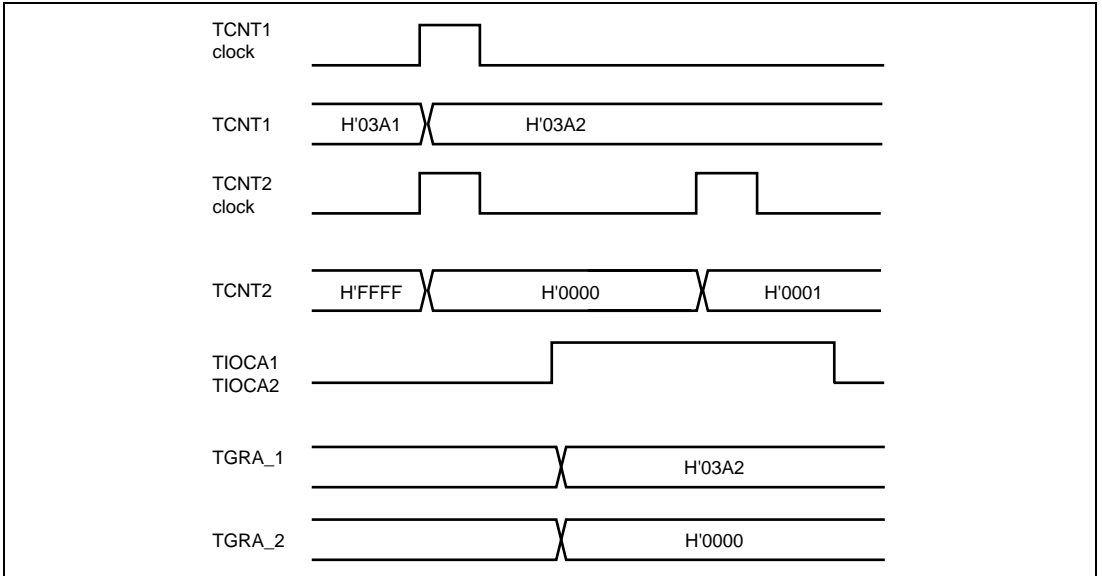 TCNT1
clock
TCNT1
H'03A1
H'03A2
TCNT2
clock
TCNT2
H'FFFF
H'0000
H'0001
TIOCA1
TIOCA2
TGRA_1
H'03A2
TGRA_2
H'0000